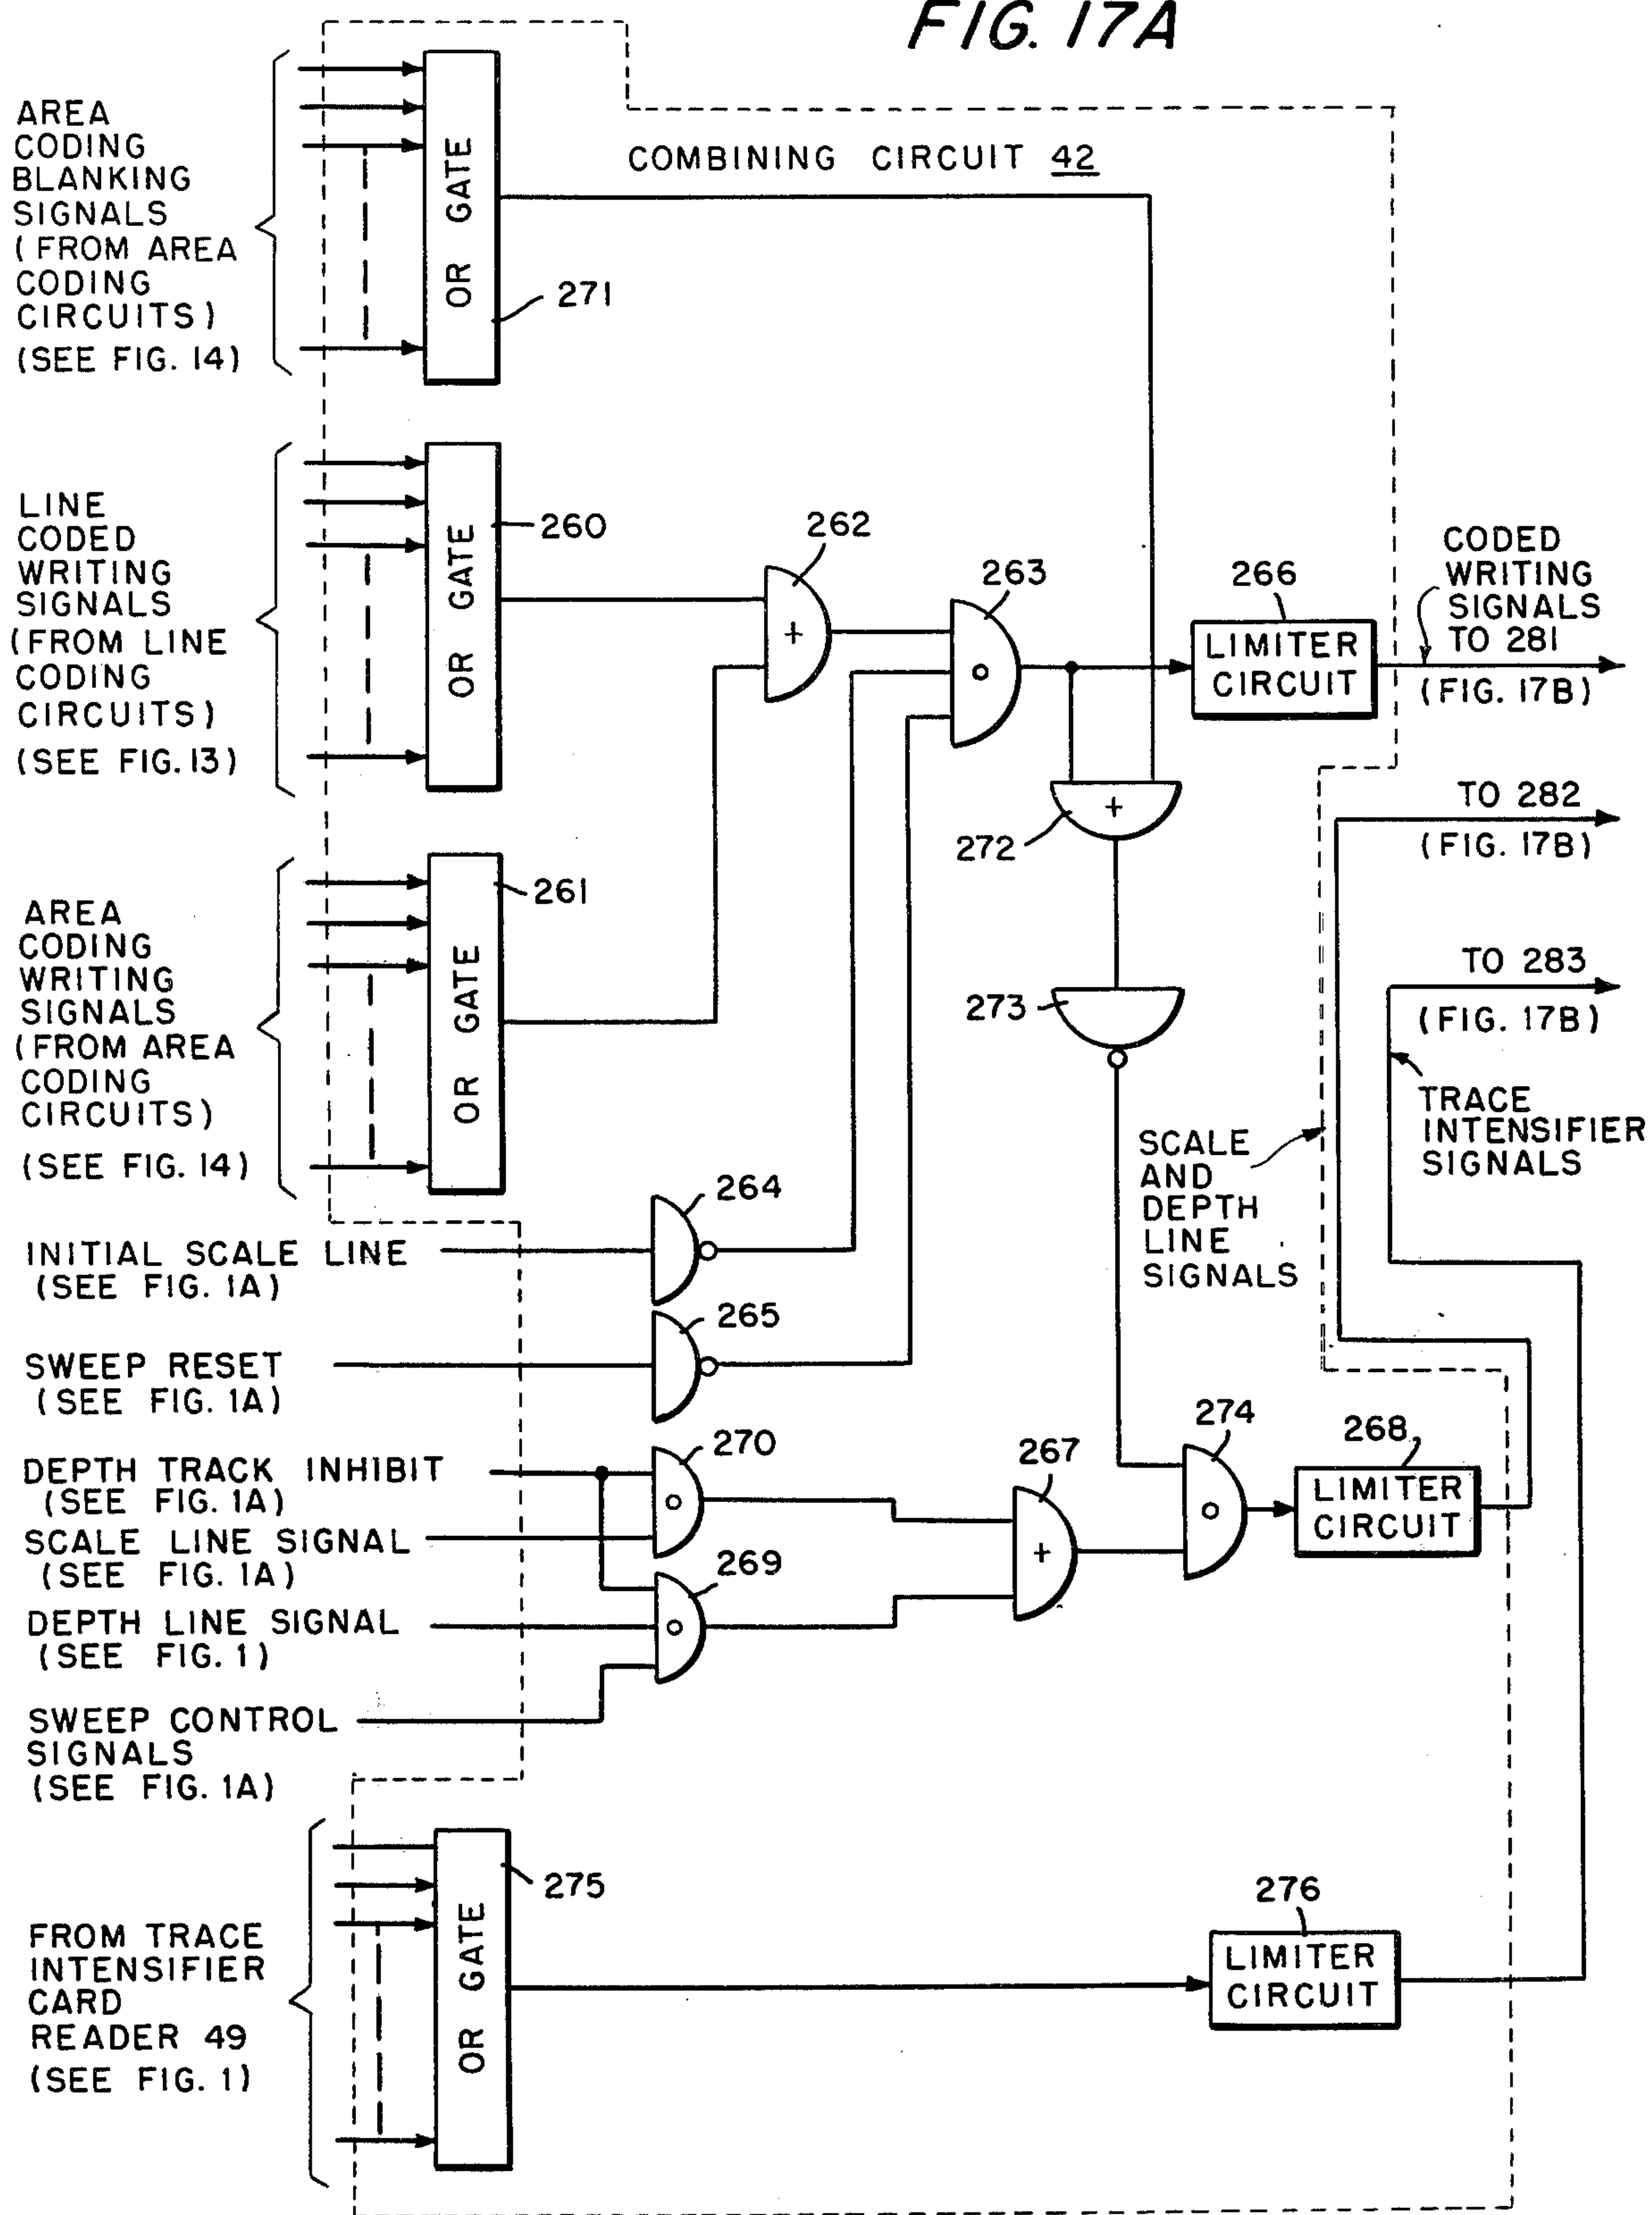 FIG. 17A
AREA
CODING
BLANKING
SIGNALS
(FROM AREA
CODING
CIRCUITS)
(SEE FIG. 14)
OR GATE
271
COMBINING CIRCUIT 42
LINE
CODED
WRITING
SIGNALS
(FROM LINE
CODING
CIRCUITS)
(SEE FIG. 13)
OR GATE
260
262
+
263
266
LIMITER
CIRCUIT
CODED
WRITING
SIGNALS
TO 281
(FIG. 17B)
272
+
TO 282
(FIG. 17B)
AREA
CODING
WRITING
SIGNALS
(FROM AREA
CODING
CIRCUITS)
(SEE FIG. 14)
OR GATE
261
273
TO 283
(FIG. 17B)
TRACE
INTENSIFIER
SIGNALS
SCALE
AND
DEPTH
LINE
SIGNALS
INITIAL SCALE LINE
(SEE FIG. 1A)
264
SWEEP RESET
(SEE FIG. 1A)
265
DEPTH TRACK INHIBIT
(SEE FIG. 1A)
270
SCALE LINE SIGNAL
(SEE FIG. 1A)
269
DEPTH LINE SIGNAL
(SEE FIG. 1)
SWEEP CONTROL
SIGNALS
(SEE FIG. 1A)
267
+
274
268
LIMITER
CIRCUIT
FROM TRACE
INTENSIFIER
CARD
READER 49
(SEE FIG. 1)
OR GATE
275
276
LIMITER
CIRCUIT